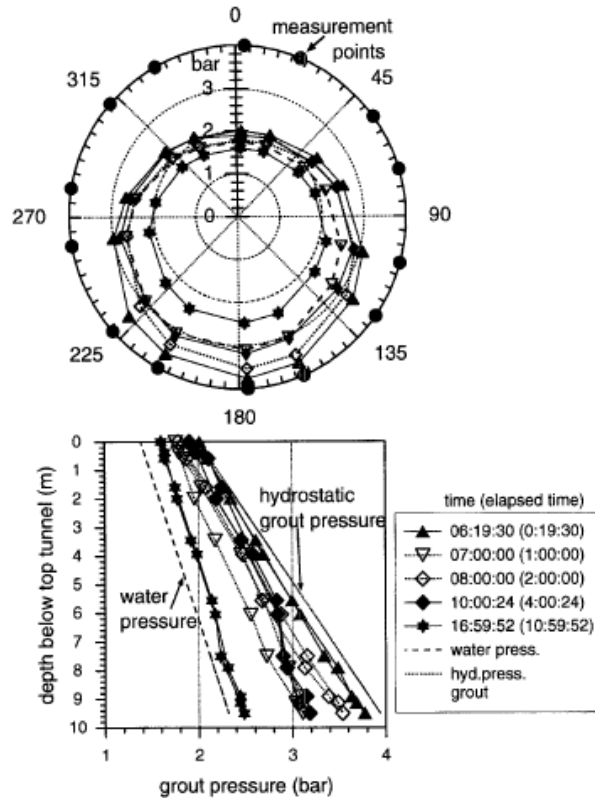 0
measurement
points
315
bar
45
3
2
1
270
0
90
225
135
180
0
1
2
3
4
5
6
7
8
9
10
depth below top tunnel (m)
hydrostatic
grout pressure
water
pressure
1
2
3
4
grout pressure (bar)
time (elapsed time)
06:19:30 (0:19:30)
07:00:00 (1:00:00)
08:00:00 (2:00:00)
10:00:24 (4:00:24)
16:59:52 (10:59:52)
water press.
hyd.press.
grout